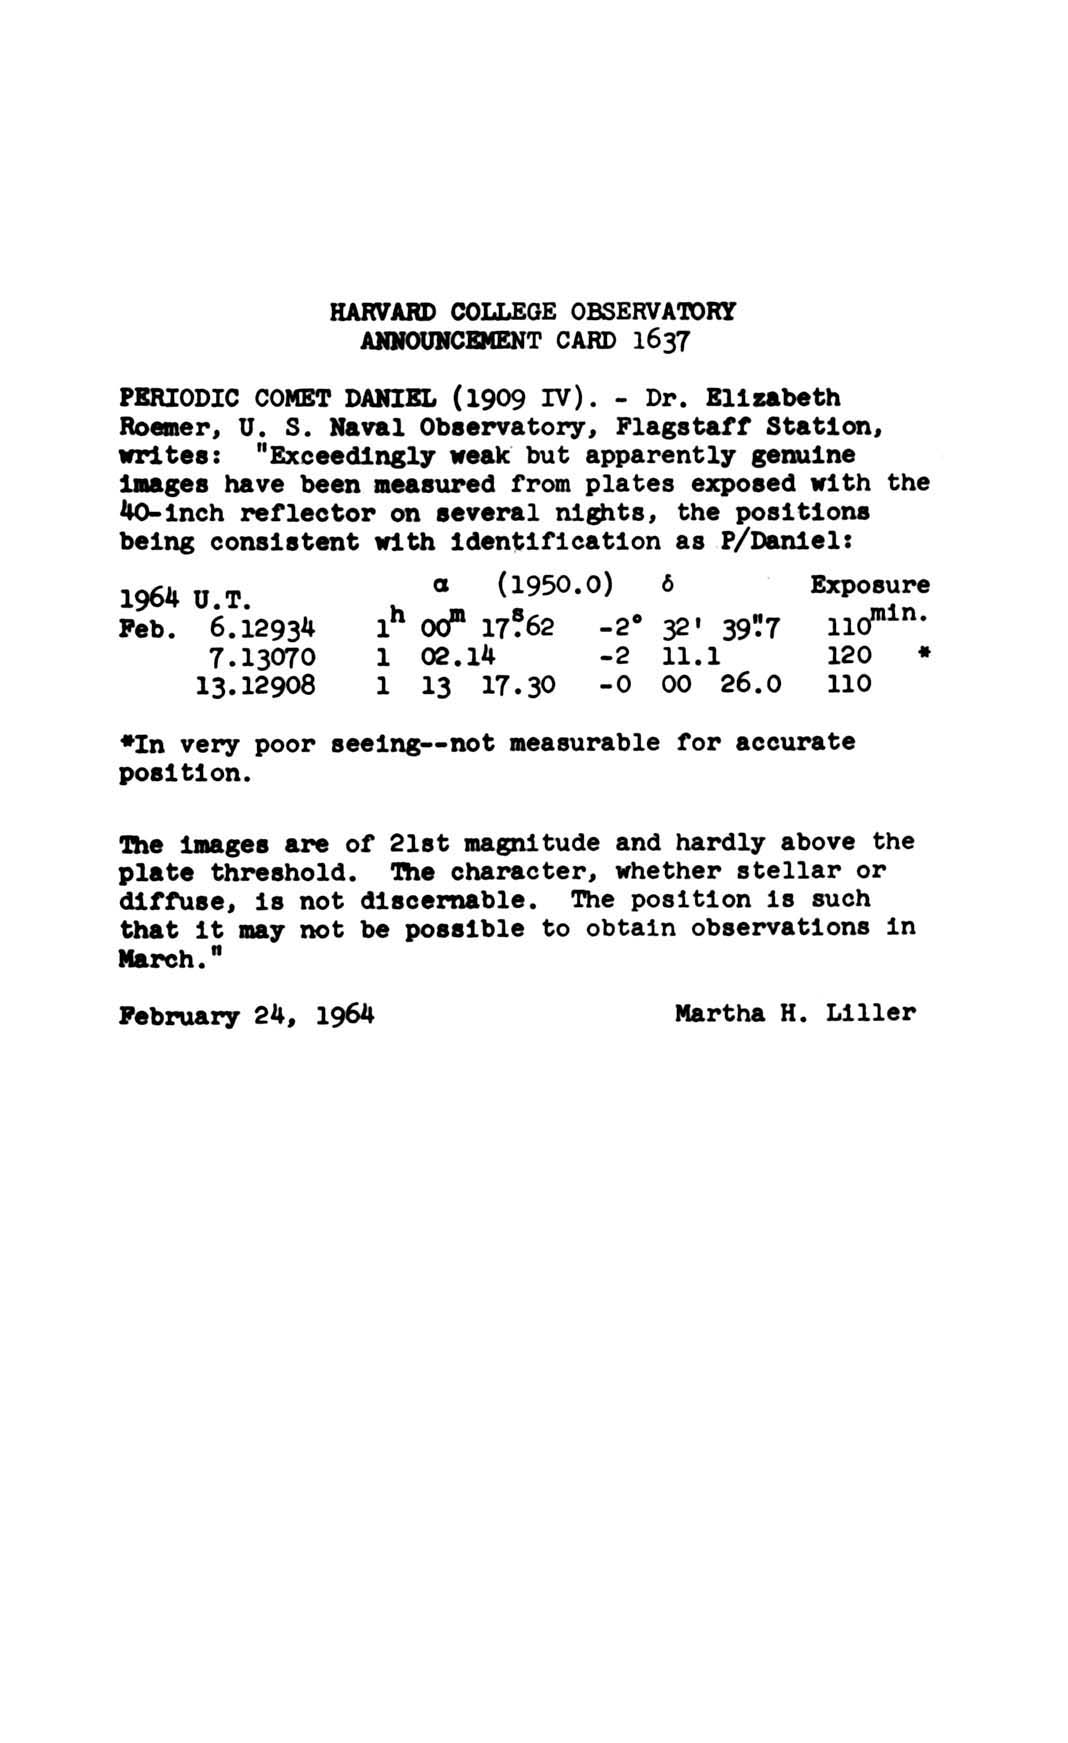 HARVARD COLLEGE OBSERVATORY
ANNOUNCEMENT CARD 1637
PERIODIC COMET DANIEL (1909 IV). - Dr. Elizabeth
Roemer, U. S. Naval Observatory, Flagstaff Station,
writes: "Exceedingly weak but apparently genuine
images have been measured from plates exposed with the
40-inch reflector on several nights, the positions
being consistent with identification as P/Daniel:
1964 U.T. α (1950.0) δ Exposure
Feb. 6.12934 1h 00m 17s.62 -2° 32' 39".7 110min.
7.13070 1 02.14 -2 11.1 120 *
13.12908 1 13 17.30 -0 00 26.0 110
*In very poor seeing--not measurable for accurate
position.
The images are of 21st magnitude and hardly above the
plate threshold. The character, whether stellar or
diffuse, is not discernable. The position is such
that it may not be possible to obtain observations in
March."
February 24, 1964 Martha H. Liller